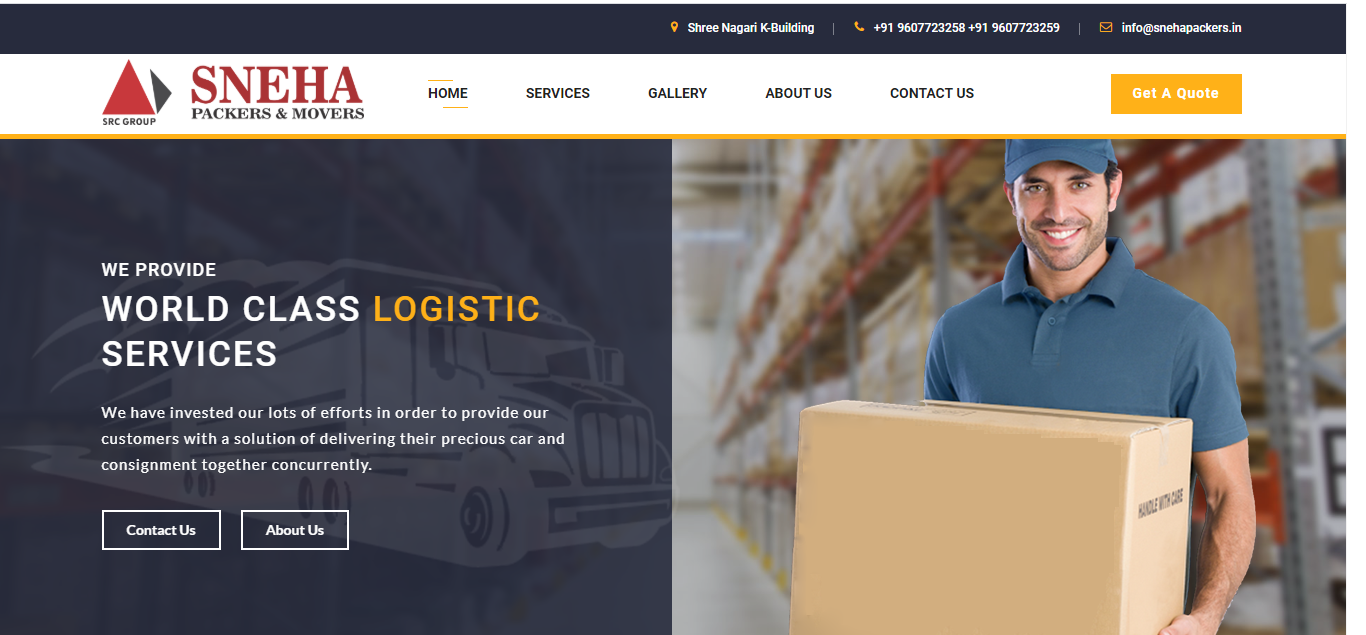 Shree Nagari K-Building
+91 9607723258 +91 9607723259
info@snehapackers.in
SRC GROUP
SNEHA
PACKERS & MOVERS
HOME
SERVICES
GALLERY
ABOUT US
CONTACT US
Get A Quote
WE PROVIDE
WORLD CLASS LOGISTIC
SERVICES
We have invested our lots of efforts in order to provide our
customers with a solution of delivering their precious car and
consignment together concurrently.
Contact Us
About Us
HANDLE WITH CARE